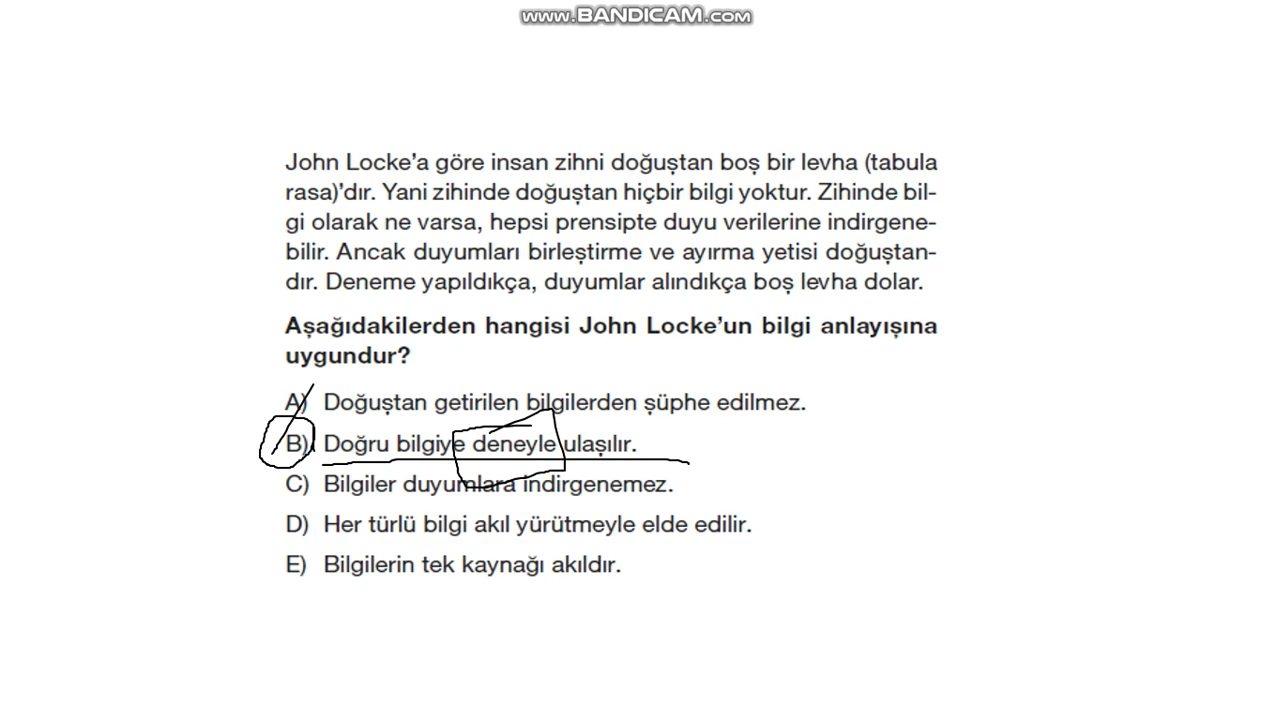 www.BANDICAM.com
John Locke'a göre insan zihni doğuştan boş bir levha (tabula
rasa)'dır. Yani zihinde doğuştan hiçbir bilgi yoktur. Zihinde bil-
gi olarak ne varsa, hepsi prensipte duyu verilerine indirgene-
bilir. Ancak duyumları birleştirme ve ayırma yetisi doğuştan-
dır. Deneme yapıldıkça, duyumlar alındıkça boş levha dolar.
Aşağıdakilerden hangisi John Locke'un bilgi anlayışına
uygundur?
A) Doğuştan getirilen bilgilerden şüphe edilmez.
B) Doğru bilgiye deneyle ulaşılır.
C) Bilgiler duyumlara indirgenemez.
D) Her türlü bilgi akıl yürütmeyle elde edilir.
E) Bilgilerin tek kaynağı akıldır.